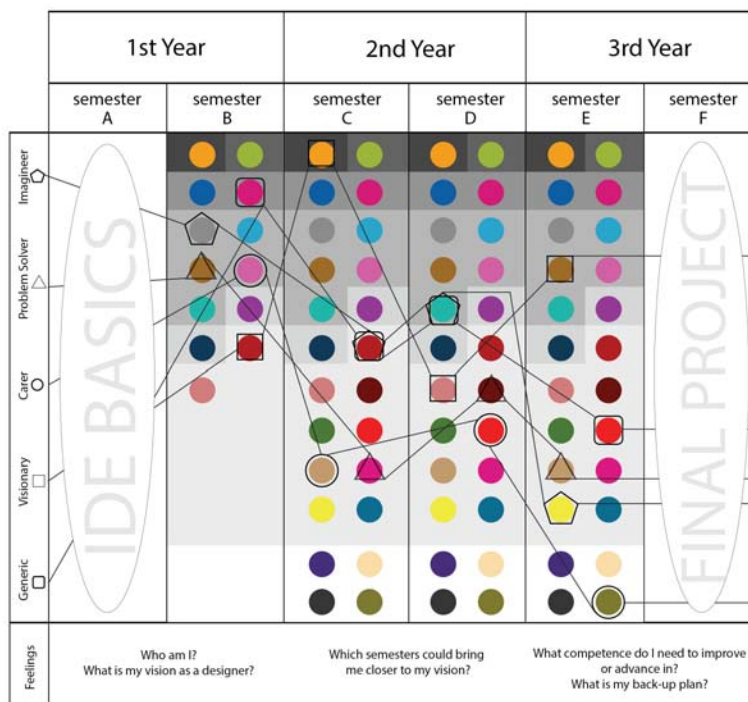 1st Year
2nd Year
3rd Year
semester
A
semester
B
semester
C
semester
D
semester
E
semester
F
Imagineer
Problem Solver
Carer
Visionary
Generic
IDE BASICS
FINAL PROJECT
Feelings
Who am I?
What is my vision as a designer?
Which semesters could bring
me closer to my vision?
What competence do I need to improve
or advance in?
What is my back-up plan?